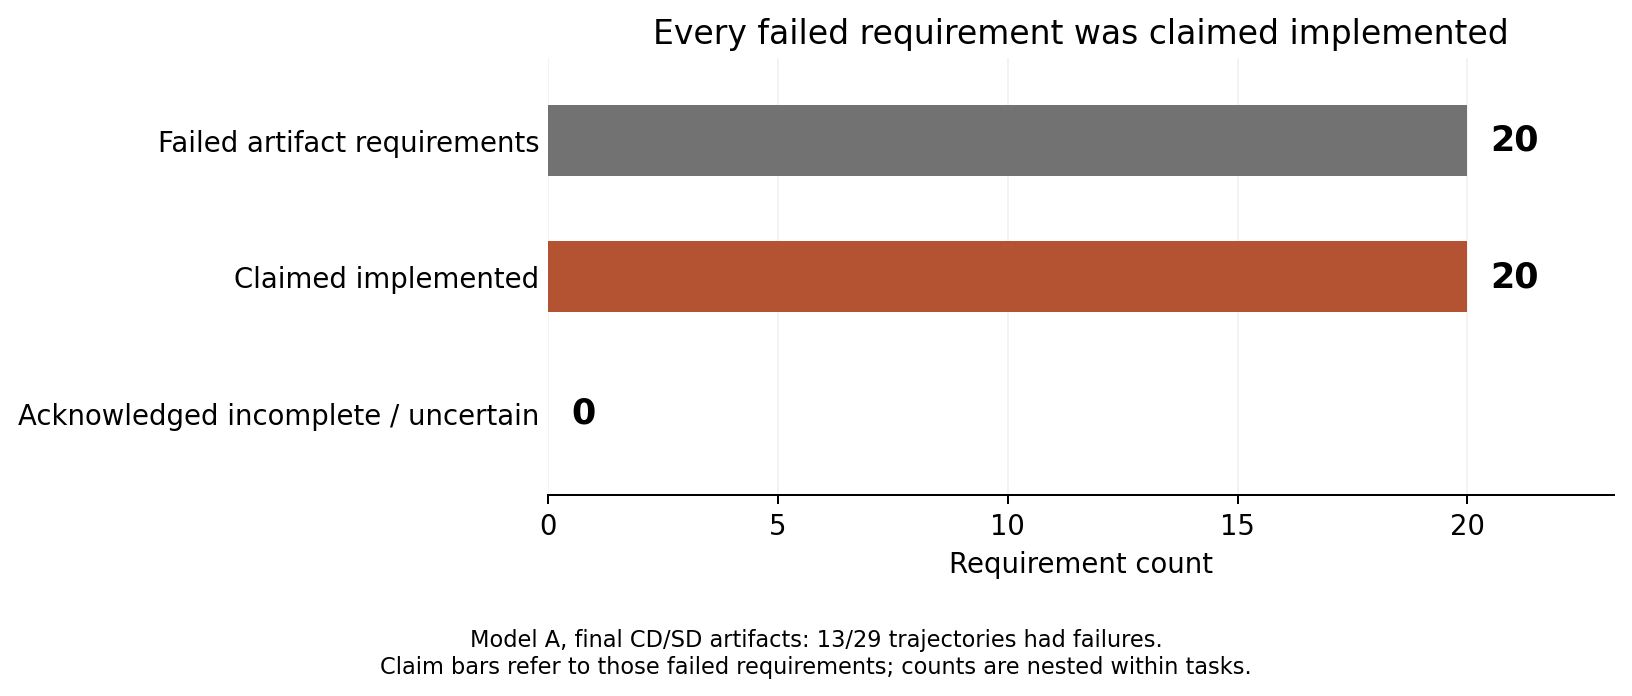 Every failed requirement was claimed implemented
Failed artifact requirements
20
Claimed implemented
20
Acknowledged incomplete / uncertain
0
0 5 10 15 20
Requirement count
Model A, final CD/SD artifacts: 13/29 trajectories had failures.
Claim bars refer to those failed requirements; counts are nested within tasks.